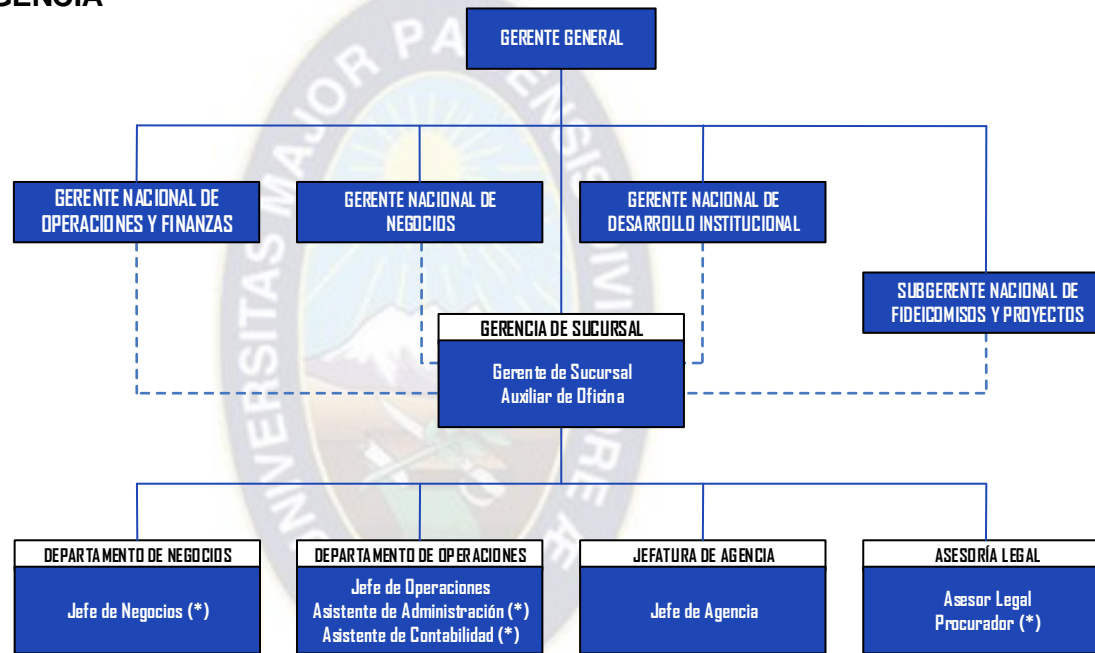 GENCIA
GERENTE GENERAL
GERENTE NACIONAL DE
OPERACIONES Y FINANZAS
GERENTE NACIONAL DE
NEGOCIOS
GERENTE NACIONAL DE
DESARROLLO INSTITUCIONAL
SUBGERENTE NACIONAL DE
FIDEICOMISOS Y PROYECTOS
GERENCIA DE SUCURSAL
Gerente de Sucursal
Auxiliar de Oficina
DEPARTAMENTO DE NEGOCIOS
Jefe de Negocios (*)
DEPARTAMENTO DE OPERACIONES
Jefe de Operaciones
Asistente de Administración (*)
Asistente de Contabilidad (*)
JEFATURA DE AGENCIA
Jefe de Agencia
ASESORÍA LEGAL
Asesor Legal
Procurador (*)